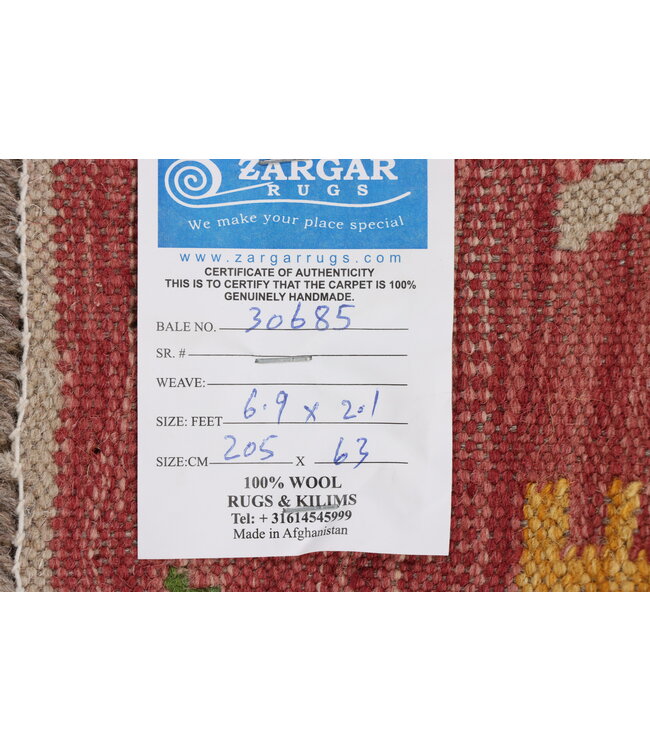 ZARGAR
RUGS
We make your place special
www.zargarrugs.com
CERTIFICATE OF AUTHENTICITY
THIS IS TO CERTIFY THAT THE CARPET IS 100%
GENUINELY HANDMADE.
BALE NO. 30685
SR. #
WEAVE:
SIZE: FEET 6.9 x 2.1
SIZE:CM 205 X 63
100% WOOL
RUGS & KILIMS
Tel: + 31614545999
Made in Afghanistan